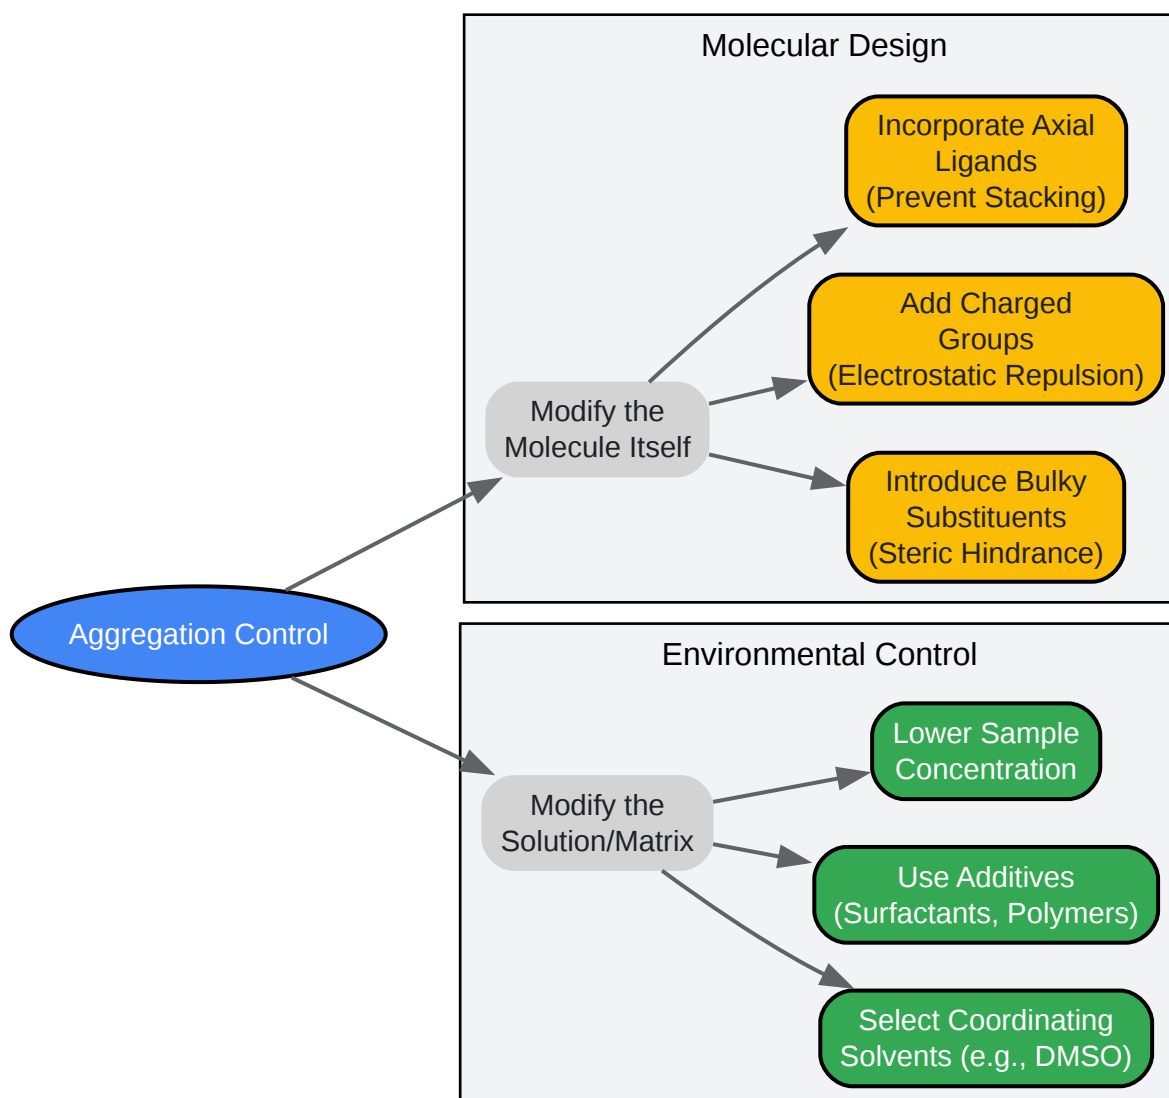 Molecular Design
Incorporate Axial
Ligands
(Prevent Stacking)
Add Charged
Groups
(Electrostatic Repulsion)
Modify the
Molecule Itself
Introduce Bulky
Substituents
(Steric Hindrance)
Aggregation Control
Environmental Control
Lower Sample
Concentration
Modify the
Solution/Matrix
Use Additives
(Surfactants, Polymers)
Select Coordinating
Solvents (e.g., DMSO)